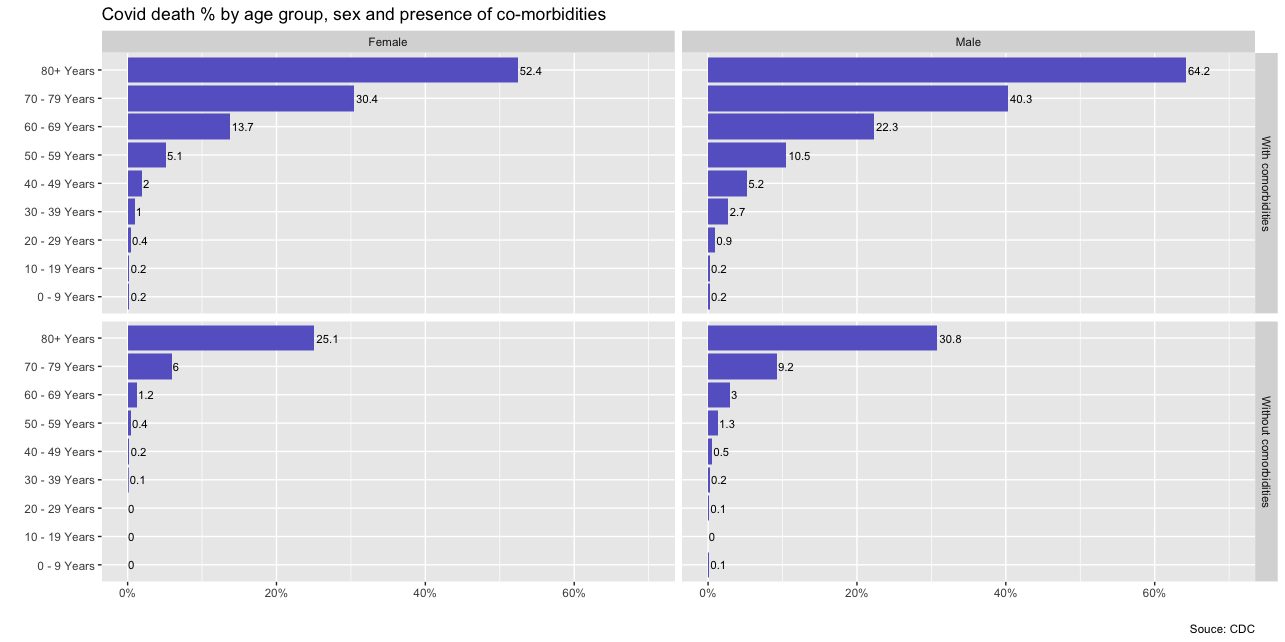 Covid death % by age group, sex and presence of co-morbidities
Female
Male
80+ Years 52.4 64.2
70 - 79 Years 30.4 40.3
60 - 69 Years 13.7 22.3
50 - 59 Years 5.1 10.5
40 - 49 Years 2 5.2
30 - 39 Years 1 2.7
20 - 29 Years 0.4 0.9
10 - 19 Years 0.2 0.2
0 - 9 Years 0.2 0.2
With comorbidities
80+ Years 25.1 30.8
70 - 79 Years 6 9.2
60 - 69 Years 1.2 3
50 - 59 Years 0.4 1.3
40 - 49 Years 0.2 0.5
30 - 39 Years 0.1 0.2
20 - 29 Years 0 0.1
10 - 19 Years 0 0
0 - 9 Years 0 0.1
Without comorbidities
0% 20% 40% 60% 0% 20% 40% 60%
Souce: CDC